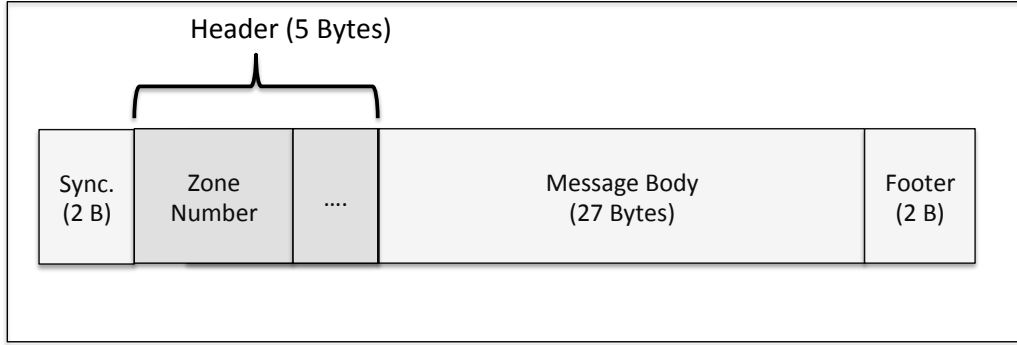 Header (5 Bytes)
Sync.
(2 B)
Zone
Number
....
Message Body
(27 Bytes)
Footer
(2 B)